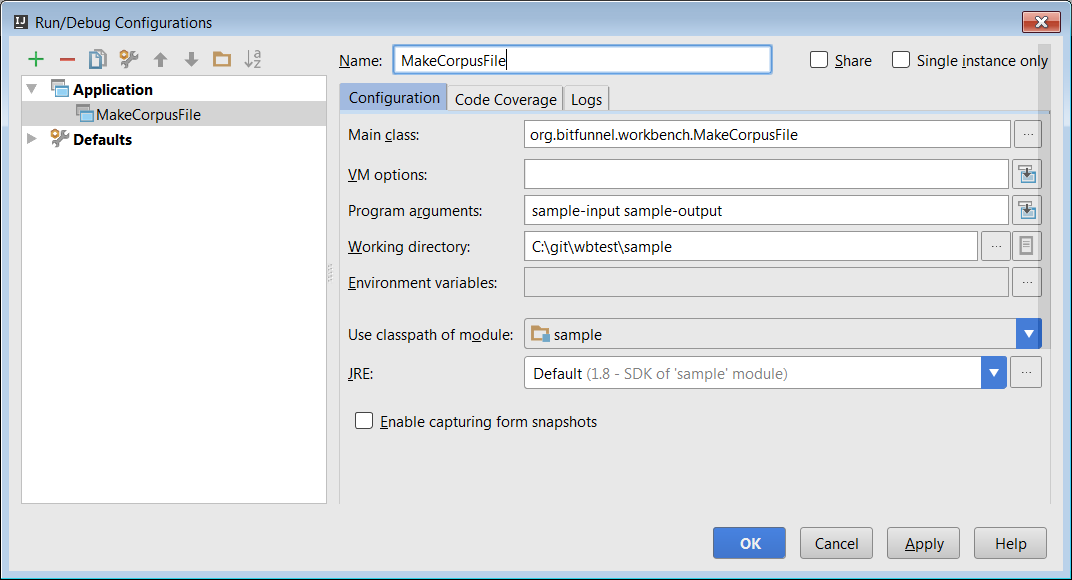 Run/Debug Configurations
Name: MakeCorpusFile Share Single instance only
Application
MakeCorpusFile
Defaults
Configuration Code Coverage Logs
Main class: org.bitfunnel.workbench.MakeCorpusFile ...
VM options:
Program arguments: sample-input sample-output
Working directory: C:\git\wbtest\sample ...
Environment variables: ...
Use classpath of module: sample
JRE: Default (1.8 - SDK of 'sample' module) ...
Enable capturing form snapshots
OK Cancel Apply Help